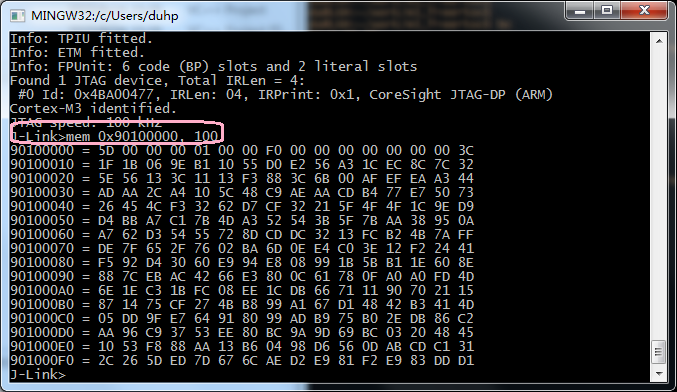 MINGW32:/c/Users/duhp
Info: TPIU fitted.
Info: ETM fitted.
Info: FPUnit: 6 code (BP) slots and 2 literal slots
Found 1 JTAG device, Total IRLen = 4:
 #0 Id: 0x4BA00477, IRLen: 04, IRPrint: 0x1, CoreSight JTAG-DP (ARM)
Cortex-M3 identified.
JTAG speed: 100 kHz
J-Link>mem 0x90100000, 100
90100000 = 5D 00 00 00 01 00 00 F0 00 00 00 00 00 00 00 3C
90100010 = 1F 1B 06 9E B1 10 55 D0 E2 56 A3 1C EC 8C 7C 32
90100020 = 5E 56 13 3C 11 13 F3 88 3C 6B 00 AF EF EA A3 44
90100030 = AD AA 2C A4 10 5C 48 C9 AE AA CD B4 77 E7 50 73
90100040 = 26 45 4C F3 32 62 D7 CF 32 21 5F 4F 4F 1C 9E D9
90100050 = D4 BB A7 C1 7B 4D A3 52 54 3B 5F 7B AA 38 95 0A
90100060 = A7 62 D3 54 55 72 8D CD DC 32 13 FC B2 4B 7A FF
90100070 = DE 7F 65 2F 76 02 BA 6D 0E E4 C0 3E 12 F2 24 41
90100080 = F5 92 D4 30 60 E9 94 E8 08 99 1B 5B B1 1E 60 8E
90100090 = 88 7C EB AC 42 66 E3 80 0C 61 78 0F A0 A0 FD 4D
901000A0 = 6E 1E C3 1B FC 08 EE 1C DB 66 71 11 90 70 21 15
901000B0 = 87 14 75 CF 27 4B B8 99 A1 67 D1 48 42 B3 41 4D
901000C0 = 05 DD 9F E7 64 91 80 99 AD B9 75 B0 2E DB 86 C2
901000D0 = AA 96 C9 37 53 EE 80 BC 9A 9D 69 BC 03 20 48 45
901000E0 = 10 53 F8 88 AA 13 B6 04 98 D6 56 0D AB CD C1 31
901000F0 = 2C 26 5D ED 7D 67 6C AE D2 E9 81 F2 E9 83 DD D1
J-Link>